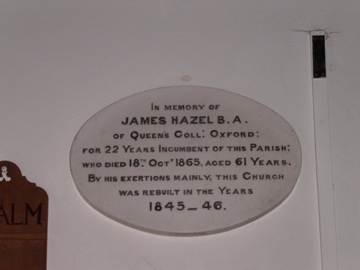 IN MEMORY OF
JAMES HAZEL B.A.
OF QUEEN'S COLL: OXFORD:
FOR 22 YEARS INCUMBENT OF THIS PARISH;
WHO DIED 18TH OCTR 1865, AGED 61 YEARS.
BY HIS EXERTIONS MAINLY, THIS CHURCH
WAS REBUILT IN THE YEARS
1845-46.
ALM